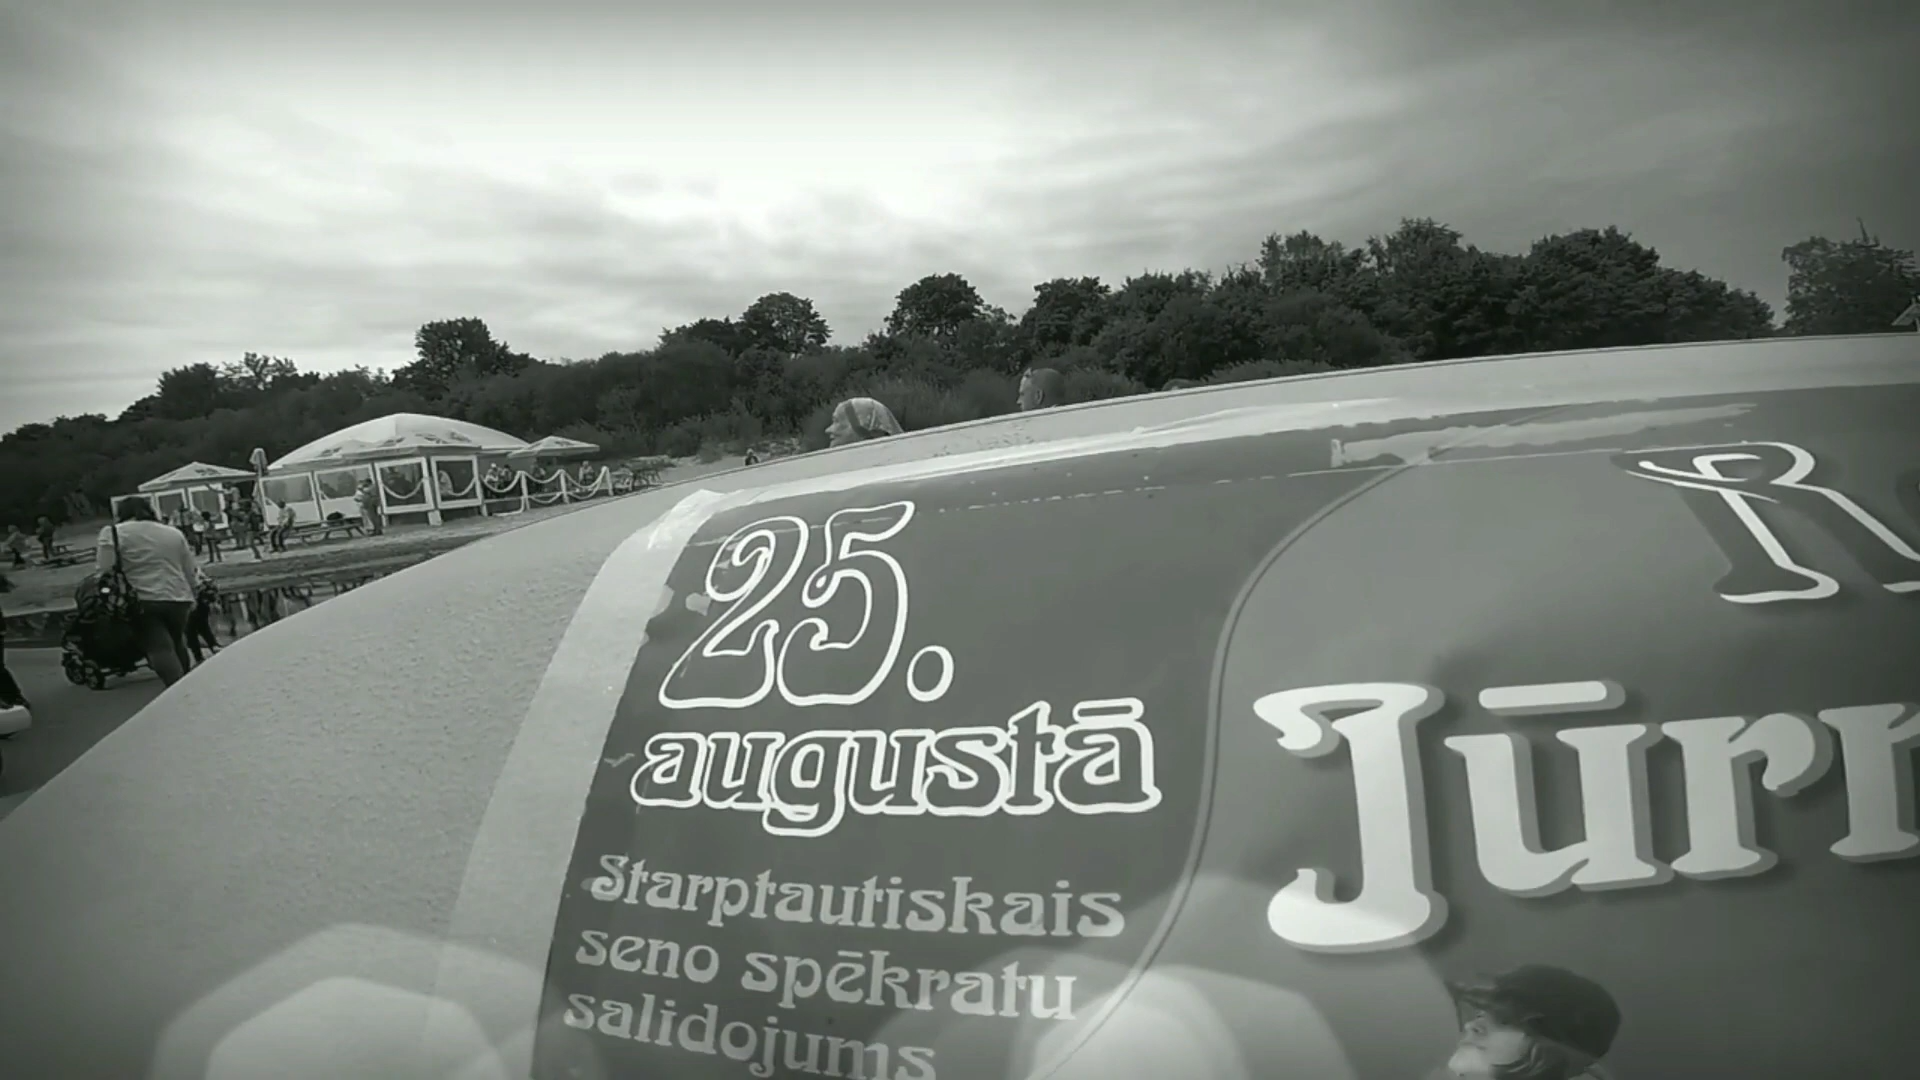 25.
augustā
Starptautiskais
seno spēkratu
salidojums